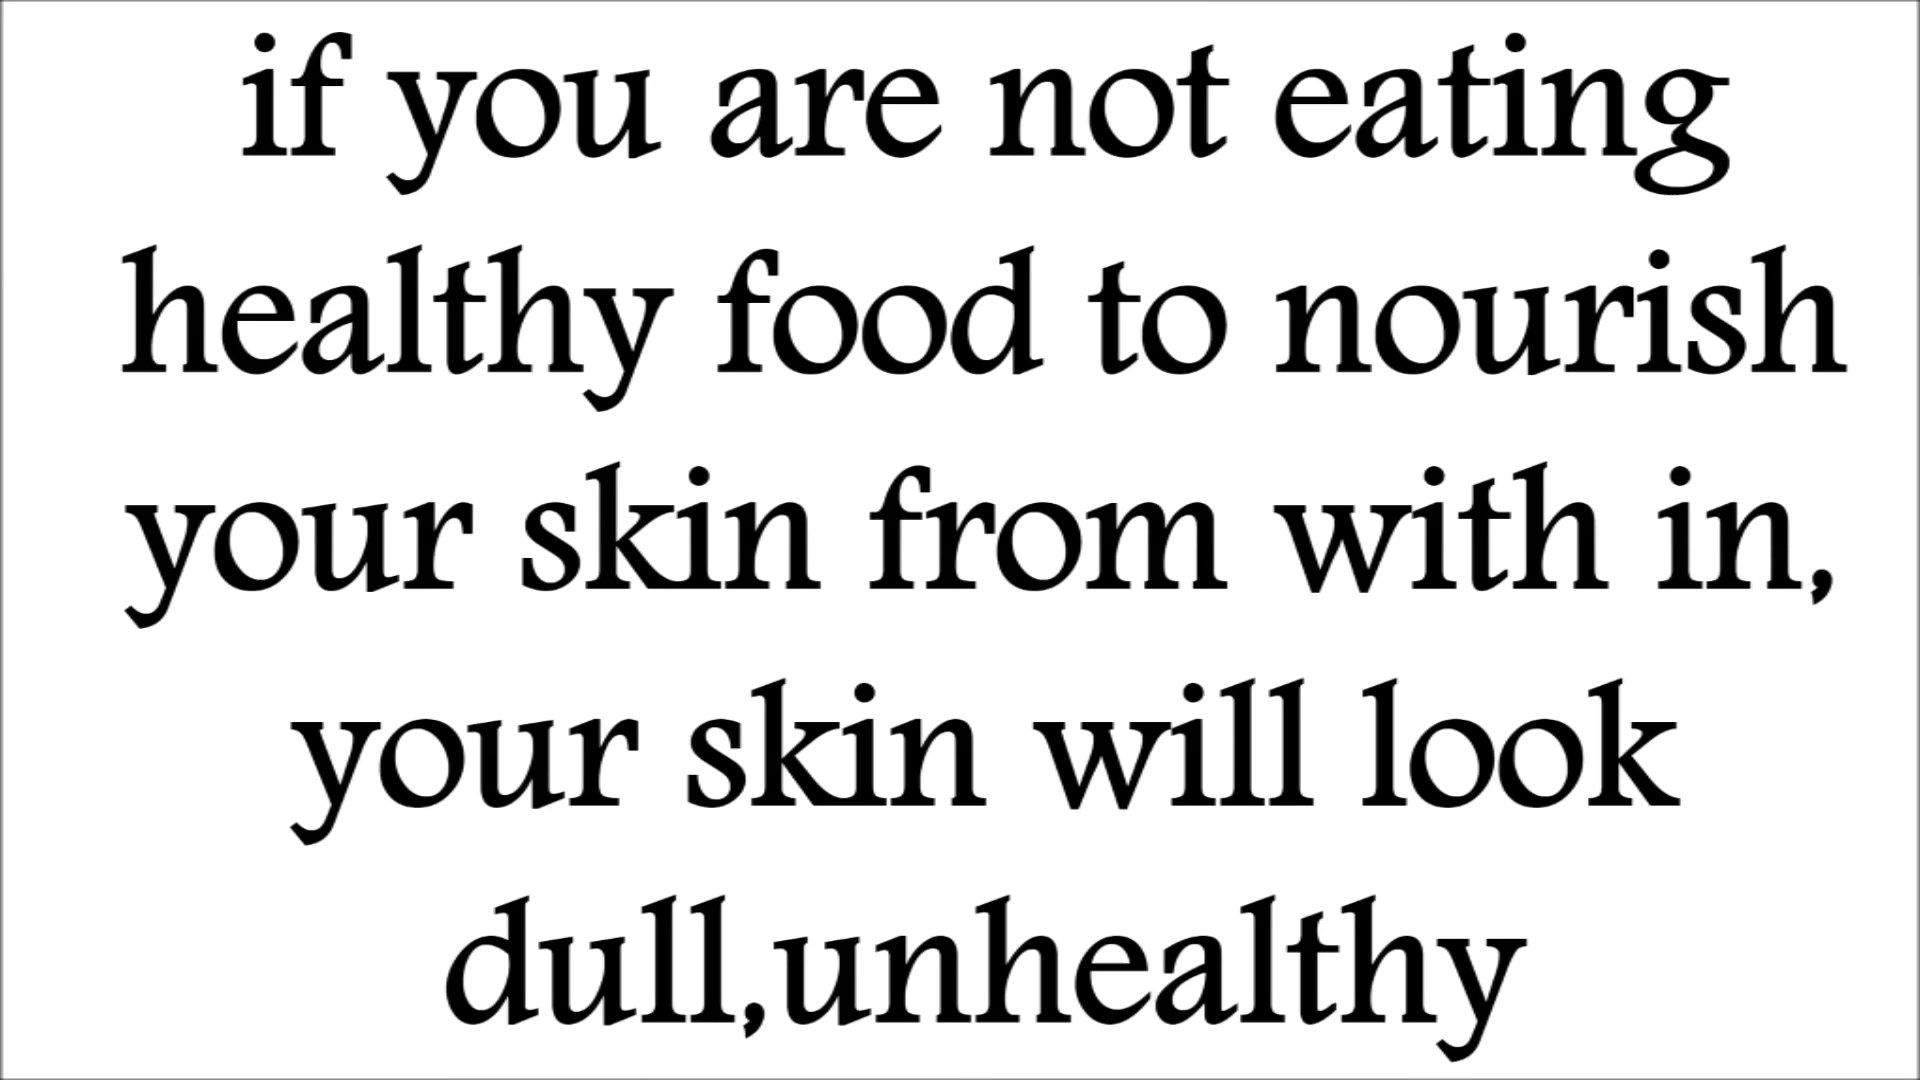 if you are not eating
healthy food to nourish
your skin from with in,
your skin will look
dull,unhealthy